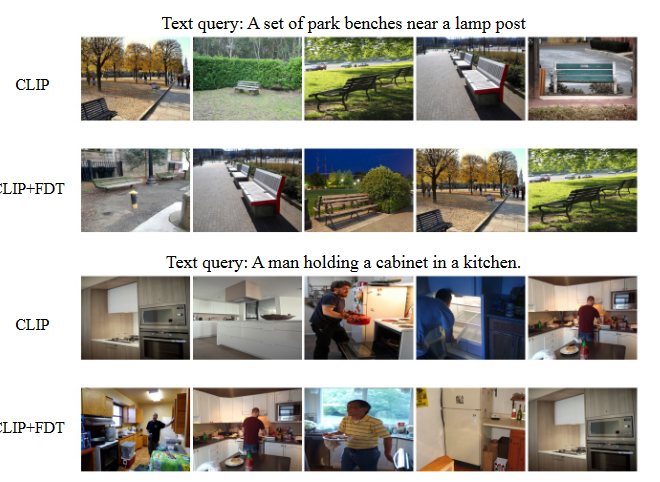 Text query: A set of park benches near a lamp post
CLIP
CLIP+FDT
Text query: A man holding a cabinet in a kitchen.
CLIP
CLIP+FDT